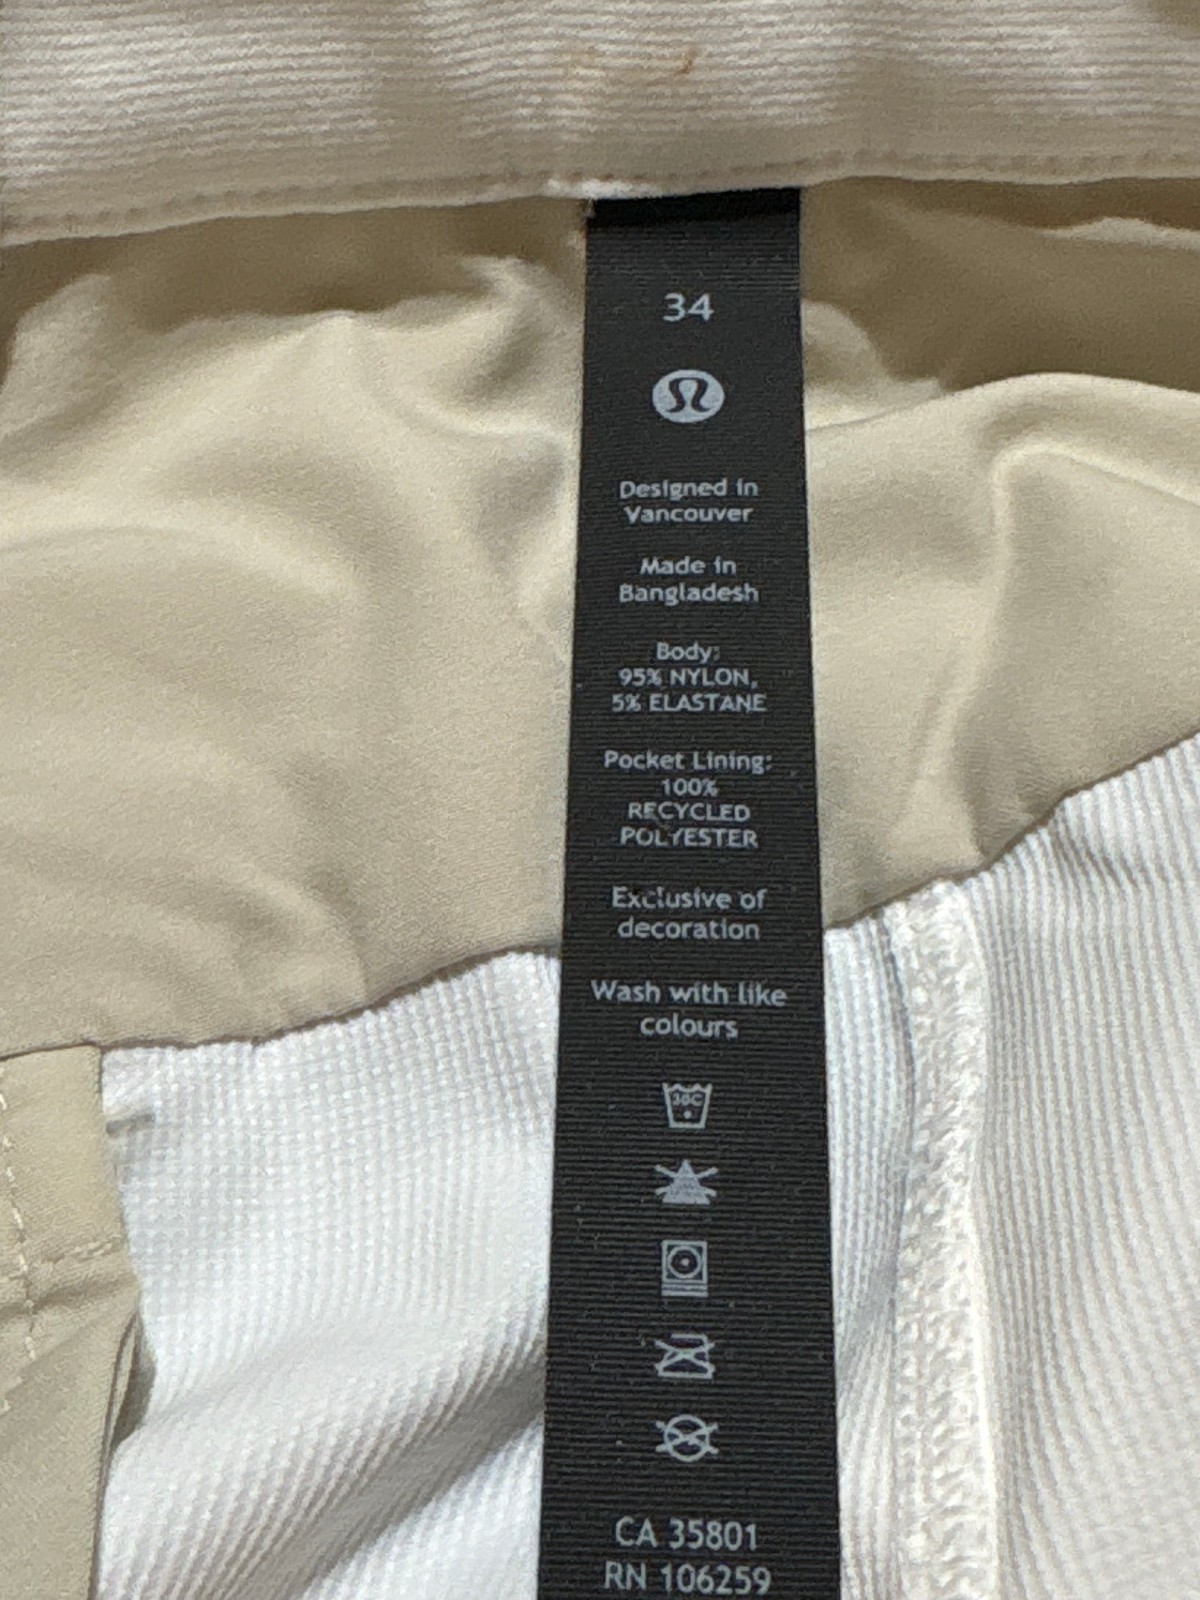 34
Designed in
Vancouver
Made in
Bangladesh
Body:
95% NYLON,
5% ELASTANE
Pocket Lining:
100%
RECYCLED
POLYESTER
Exclusive of
decoration
Wash with like
colours
30C
CA 35801
RN 106259